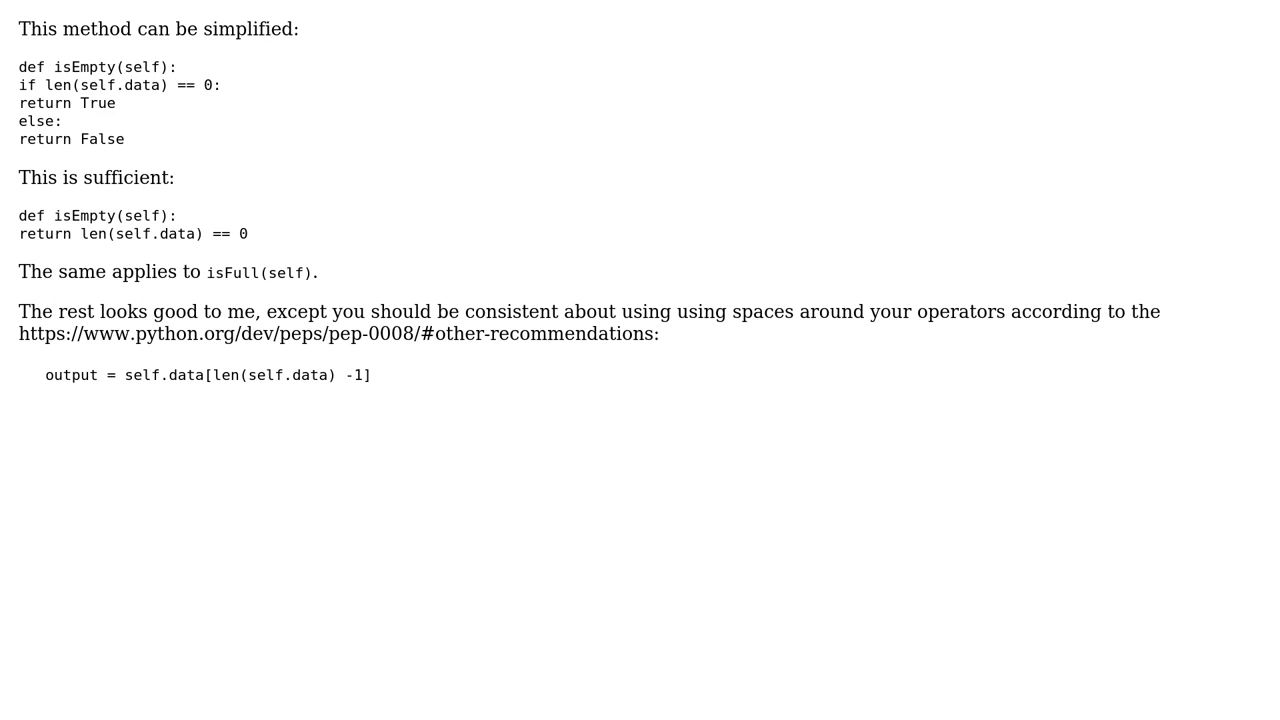 This method can be simplified:
def isEmpty(self):
if len(self.data) == 0:
return True
else:
return False
This is sufficient:
def isEmpty(self):
return len(self.data) == 0
The same applies to isFull(self).
The rest looks good to me, except you should be consistent about using using spaces around your operators according to the
https://www.python.org/dev/peps/pep-0008/#other-recommendations:
output = self.data[len(self.data) -1]